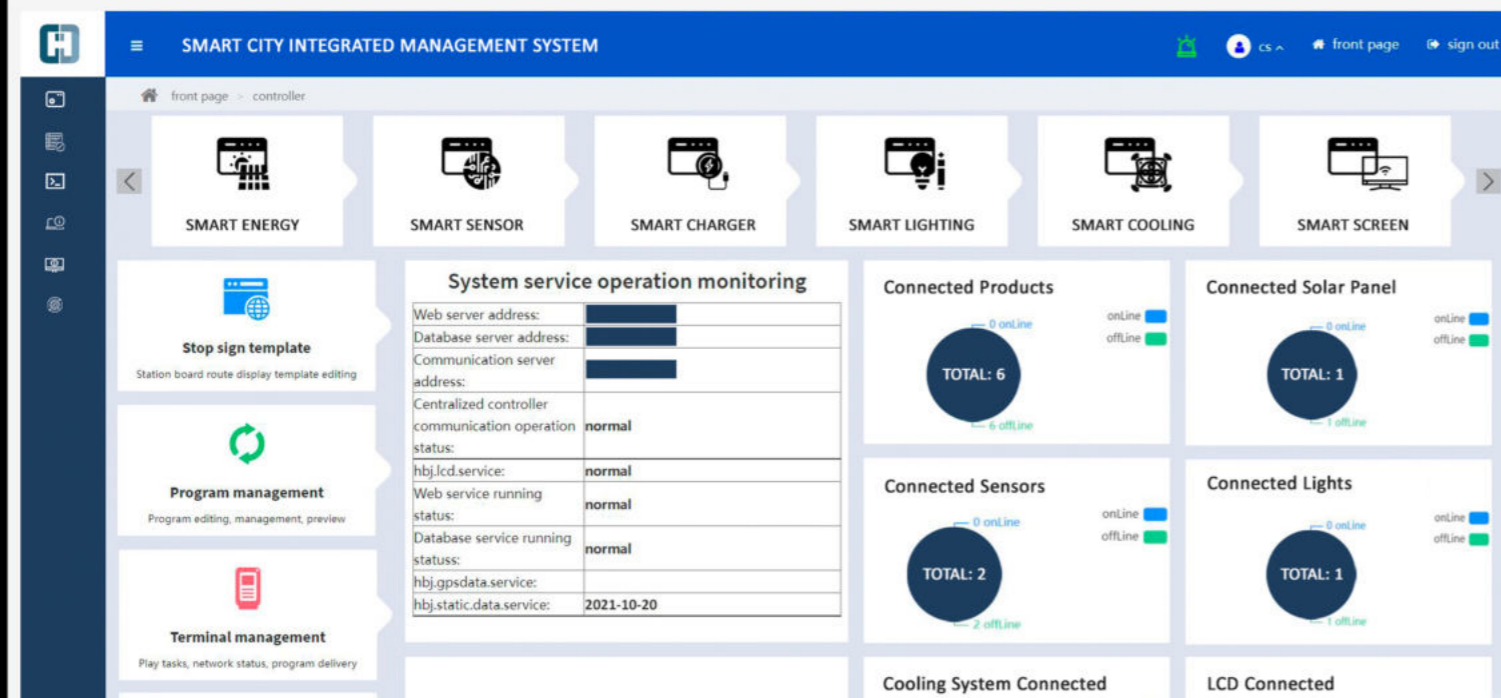 SMART CITY INTEGRATED MANAGEMENT SYSTEM
cs
front page
sign out
front page > controller
SMART ENERGY
SMART SENSOR
SMART CHARGER
SMART LIGHTING
SMART COOLING
SMART SCREEN
Stop sign template
Station board route display template editing
Program management
Program editing, management, preview
Terminal management
Play tasks, network status, program delivery
System service operation monitoring
Web server address:
Database server address:
Communication server
address:
Centralized controller
communication operation
status:
normal
hbj.lcd.service:
normal
Web service running
status:
normal
Database service running
statuss:
normal
hbj.gpsdata.service:
hbj.static.data.service:
2021-10-20
Connected Products
0 onLine
onLine
offLine
TOTAL: 6
6 offLine
Connected Solar Panel
0 onLine
onLine
offLine
TOTAL: 1
1 offLine
Connected Sensors
0 onLine
onLine
offLine
TOTAL: 2
2 offLine
Connected Lights
0 onLine
onLine
offLine
TOTAL: 1
1 offLine
Cooling System Connected
LCD Connected